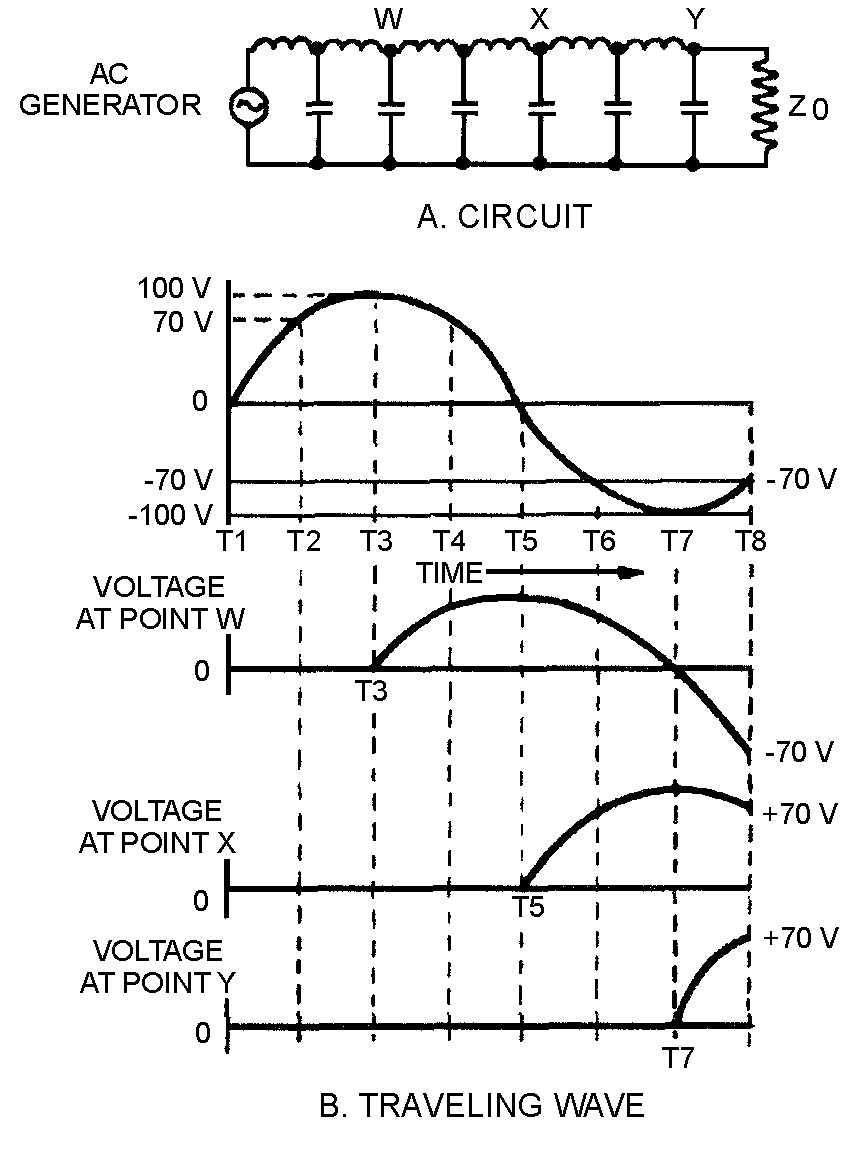 W X Y
AC
GENERATOR
Z0
A. CIRCUIT
100 V
70 V
0
-70 V -70 V
-100 V
T1 T2 T3 T4 T5 T6 T7 T8
TIME
VOLTAGE
AT POINT W
0
T3
-70 V
VOLTAGE
AT POINT X
+70 V
0
T5
VOLTAGE
AT POINT Y
+70 V
0
T7
B. TRAVELING WAVE